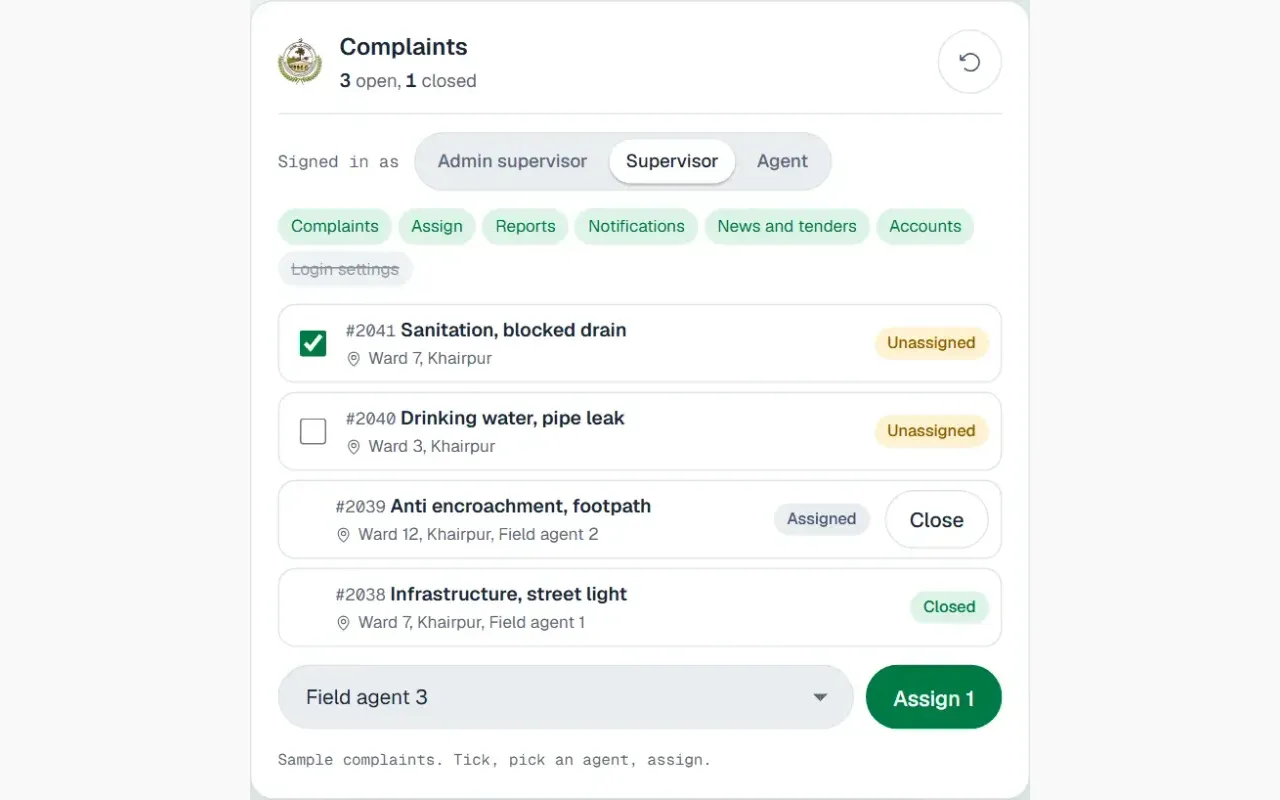 Complaints
3 open, 1 closed
Signed in as
Admin supervisor
Supervisor
Agent
Complaints
Assign
Reports
Notifications
News and tenders
Accounts
Login settings
#2041 Sanitation, blocked drain
Ward 7, Khairpur
Unassigned
#2040 Drinking water, pipe leak
Ward 3, Khairpur
Unassigned
#2039 Anti encroachment, footpath
Ward 12, Khairpur, Field agent 2
Assigned
Close
#2038 Infrastructure, street light
Ward 7, Khairpur, Field agent 1
Closed
Field agent 3
Assign 1
Sample complaints. Tick, pick an agent, assign.